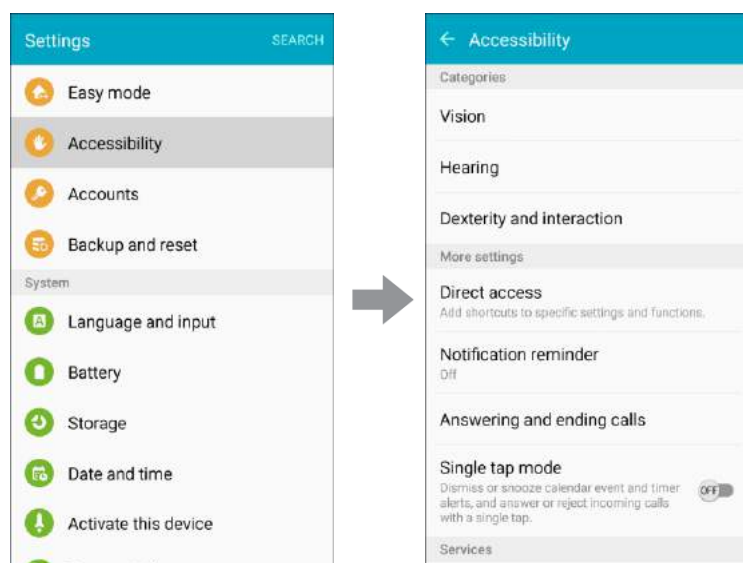 Settings
SEARCH
Easy mode
Accessibility
Accounts
Backup and reset
System
Language and input
Battery
Storage
Date and time
Activate this device
Accessibility
Categories
Vision
Hearing
Dexterity and interaction
More settings
Direct access
Add shortcuts to specific settings and functions.
Notification reminder
Off
Answering and ending calls
Single tap mode
Dismiss or snooze calendar event and timer
alerts, and answer or reject incoming calls
with a single tap.
OFF
Services